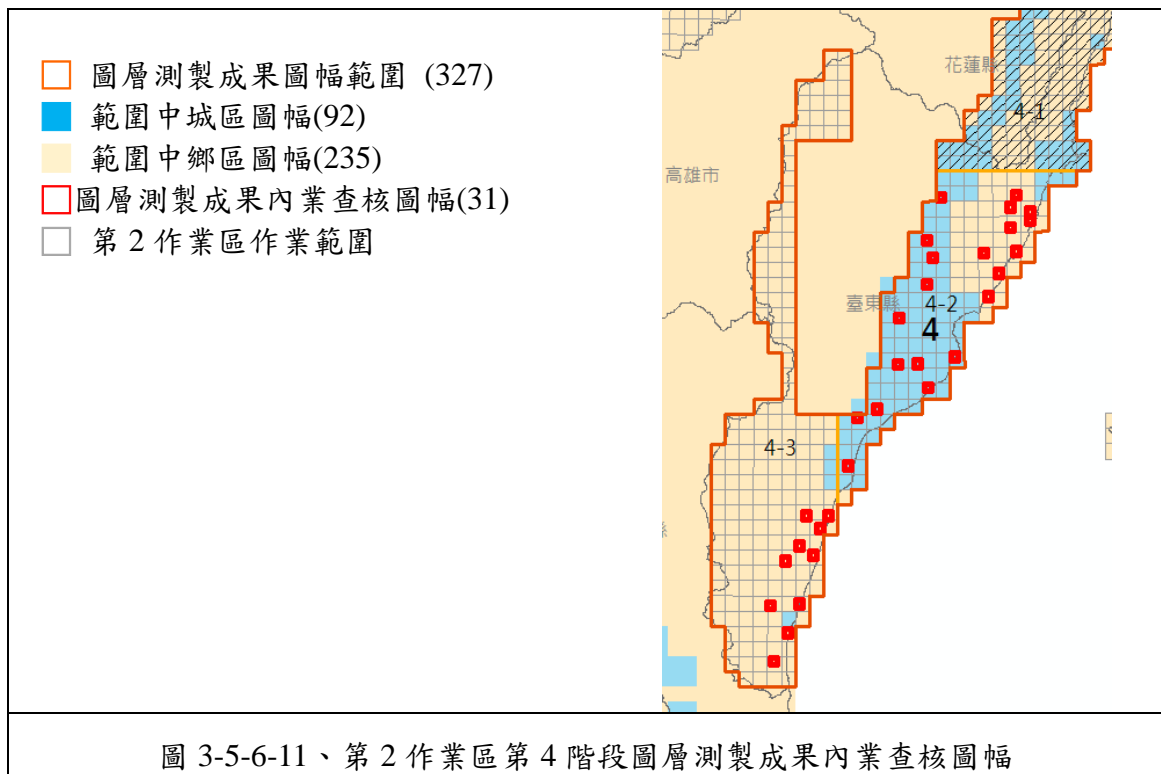 圖層測製成果圖幅範圍 (327)
範圍中城區圖幅(92)
範圍中鄉區圖幅(235)
圖層測製成果內業查核圖幅(31)
第 2 作業區作業範圍
花蓮縣
4-1
高雄市
臺東縣
4-2
4
4-3
圖 3-5-6-11、第 2 作業區第 4 階段圖層測製成果內業查核圖幅